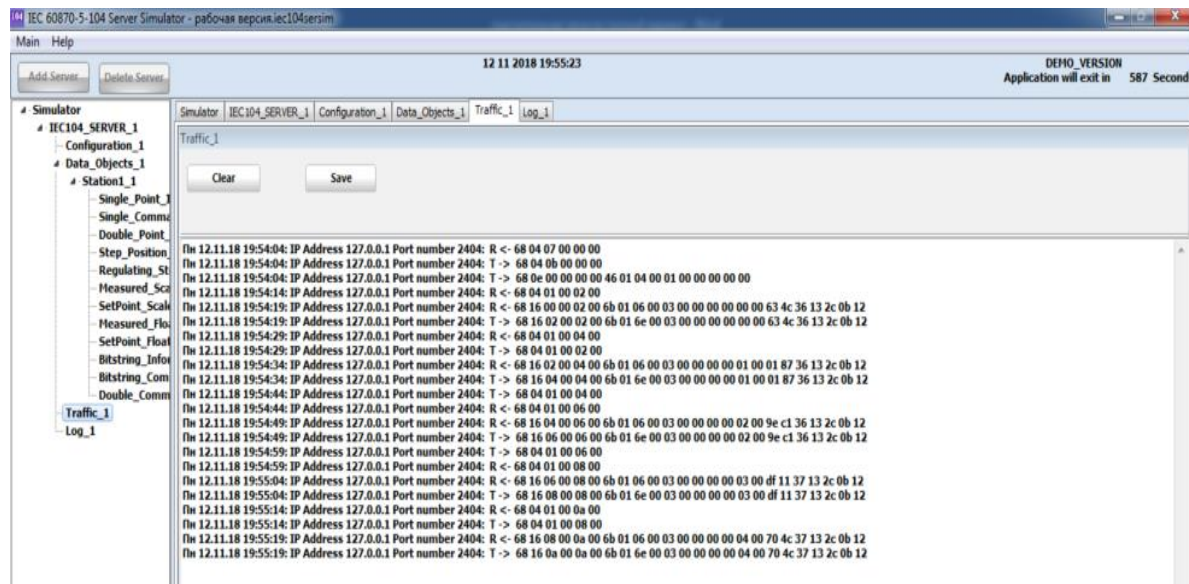 104 IEC 60870-5-104 Server Simulator - рабочая версия.iec104sersim
Main Help
Add Server Delete Server
12 11 2018 19:55:23
DEMO_VERSION
Application will exit in 587 Second
Simulator
IEC104_SERVER_1
Configuration_1
Data_Objects_1
Station1_1
Single_Point_I
Single_Comma
Double_Point_
Step_Position_
Regulating_St
Measured_Sca
SetPoint_Scale
Measured_Floa
SetPoint_Float
Bitstring_Infor
Bitstring_Com
Double_Comm
Traffic_1
Log_1
Simulator IEC104_SERVER_1 Configuration_1 Data_Objects_1 Traffic_1 Log_1
Traffic_1
Clear Save
Пн 12.11.18 19:54:04: IP Address 127.0.0.1 Port number 2404: R <- 68 04 07 00 00 00
Пн 12.11.18 19:54:04: IP Address 127.0.0.1 Port number 2404: T -> 68 04 0b 00 00 00
Пн 12.11.18 19:54:04: IP Address 127.0.0.1 Port number 2404: T -> 68 0e 00 00 00 00 46 01 04 00 01 00 00 00 00 00
Пн 12.11.18 19:54:14: IP Address 127.0.0.1 Port number 2404: R <- 68 04 01 00 02 00
Пн 12.11.18 19:54:19: IP Address 127.0.0.1 Port number 2404: R <- 68 16 00 00 02 00 6b 01 06 00 03 00 00 00 00 00 00 63 4c 36 13 2c 0b 12
Пн 12.11.18 19:54:19: IP Address 127.0.0.1 Port number 2404: T -> 68 16 02 00 02 00 6b 01 6e 00 03 00 00 00 00 00 00 63 4c 36 13 2c 0b 12
Пн 12.11.18 19:54:29: IP Address 127.0.0.1 Port number 2404: R <- 68 04 01 00 04 00
Пн 12.11.18 19:54:29: IP Address 127.0.0.1 Port number 2404: T -> 68 04 01 00 02 00
Пн 12.11.18 19:54:34: IP Address 127.0.0.1 Port number 2404: R <- 68 16 02 00 04 00 6b 01 06 00 03 00 00 00 00 01 00 01 87 36 13 2c 0b 12
Пн 12.11.18 19:54:34: IP Address 127.0.0.1 Port number 2404: T -> 68 16 04 00 04 00 6b 01 6e 00 03 00 00 00 00 01 00 01 87 36 13 2c 0b 12
Пн 12.11.18 19:54:44: IP Address 127.0.0.1 Port number 2404: T -> 68 04 01 00 04 00
Пн 12.11.18 19:54:44: IP Address 127.0.0.1 Port number 2404: R <- 68 04 01 00 06 00
Пн 12.11.18 19:54:49: IP Address 127.0.0.1 Port number 2404: R <- 68 16 04 00 06 00 6b 01 06 00 03 00 00 00 00 02 00 9e c1 36 13 2c 0b 12
Пн 12.11.18 19:54:49: IP Address 127.0.0.1 Port number 2404: T -> 68 16 06 00 06 00 6b 01 6e 00 03 00 00 00 00 02 00 9e c1 36 13 2c 0b 12
Пн 12.11.18 19:54:59: IP Address 127.0.0.1 Port number 2404: T -> 68 04 01 00 06 00
Пн 12.11.18 19:54:59: IP Address 127.0.0.1 Port number 2404: R <- 68 04 01 00 08 00
Пн 12.11.18 19:55:04: IP Address 127.0.0.1 Port number 2404: R <- 68 16 06 00 08 00 6b 01 06 00 03 00 00 00 00 03 00 df 11 37 13 2c 0b 12
Пн 12.11.18 19:55:04: IP Address 127.0.0.1 Port number 2404: T -> 68 16 08 00 08 00 6b 01 6e 00 03 00 00 00 00 03 00 df 11 37 13 2c 0b 12
Пн 12.11.18 19:55:14: IP Address 127.0.0.1 Port number 2404: R <- 68 04 01 00 0a 00
Пн 12.11.18 19:55:14: IP Address 127.0.0.1 Port number 2404: T -> 68 04 01 00 08 00
Пн 12.11.18 19:55:19: IP Address 127.0.0.1 Port number 2404: R <- 68 16 08 00 0a 00 6b 01 06 00 03 00 00 00 00 04 00 70 4c 37 13 2c 0b 12
Пн 12.11.18 19:55:19: IP Address 127.0.0.1 Port number 2404: T -> 68 16 0a 00 0a 00 6b 01 6e 00 03 00 00 00 00 04 00 70 4c 37 13 2c 0b 12